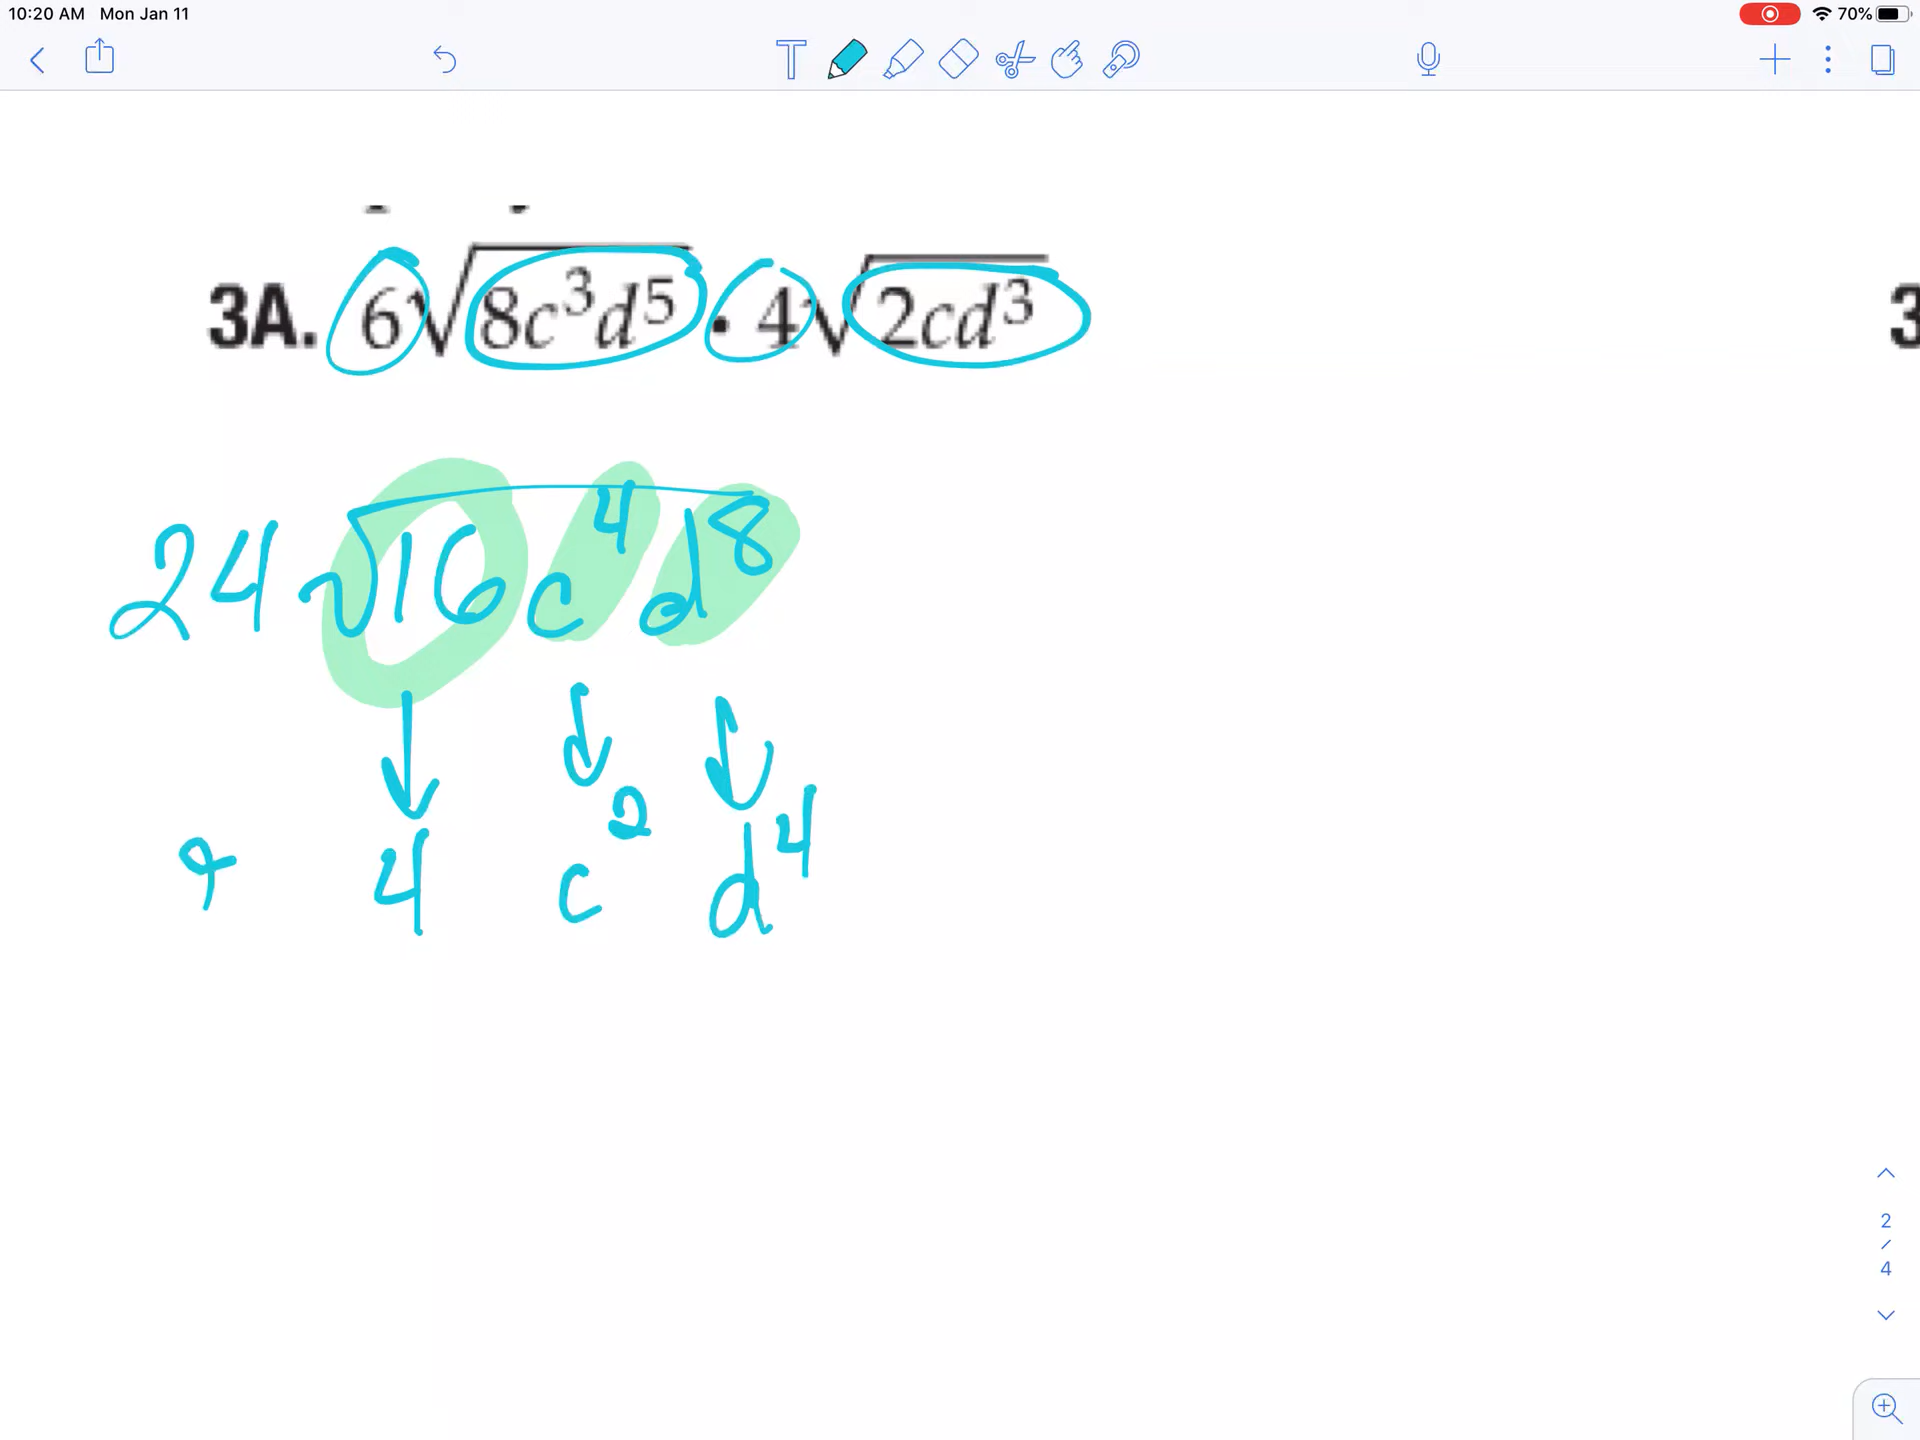 10:20 AM Mon Jan 11 70%
3A. 6√8c³d⁵ · 4√2cd³
3
24√16c⁴d⁸
4 c² d⁴
2
/
4